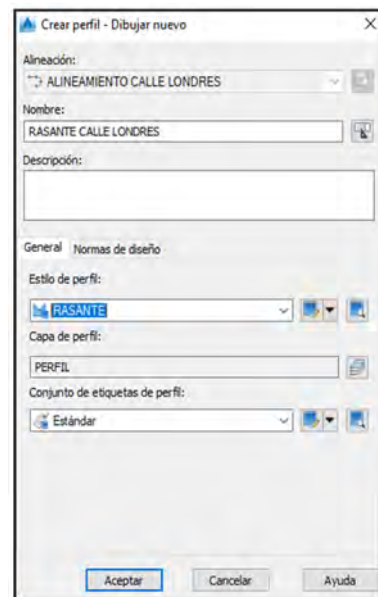 Crear perfil - Dibujar nuevo
Alineación:
ALINEAMIENTO CALLE LONDRES
Nombre:
RASANTE CALLE LONDRES
Descripción:
General Normas de diseño
Estilo de perfil:
RASANTE
Capa de perfil:
PERFIL
Conjunto de etiquetas de perfil:
Estándar
Aceptar Cancelar Ayuda